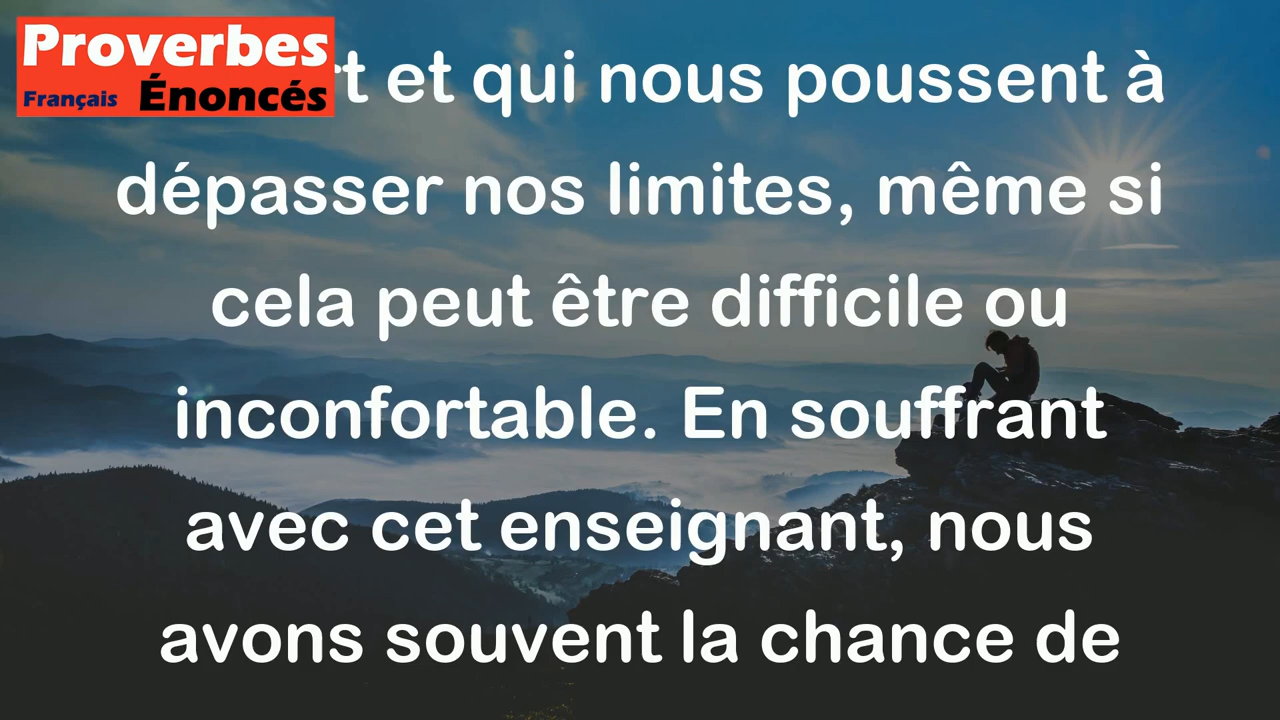 Proverbes
Français Énoncés
et qui nous poussent à
dépasser nos limites, même si
cela peut être difficile ou
inconfortable. En souffrant
avec cet enseignant, nous
avons souvent la chance de